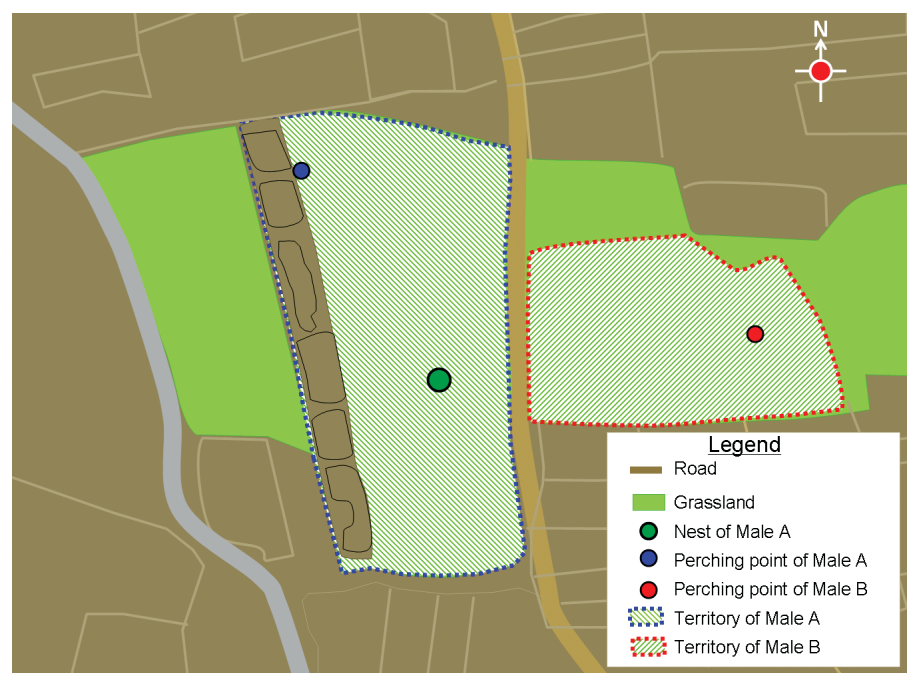 N
Legend
Road
Grassland
Nest of Male A
Perching point of Male A
Perching point of Male B
Territory of Male A
Territory of Male B